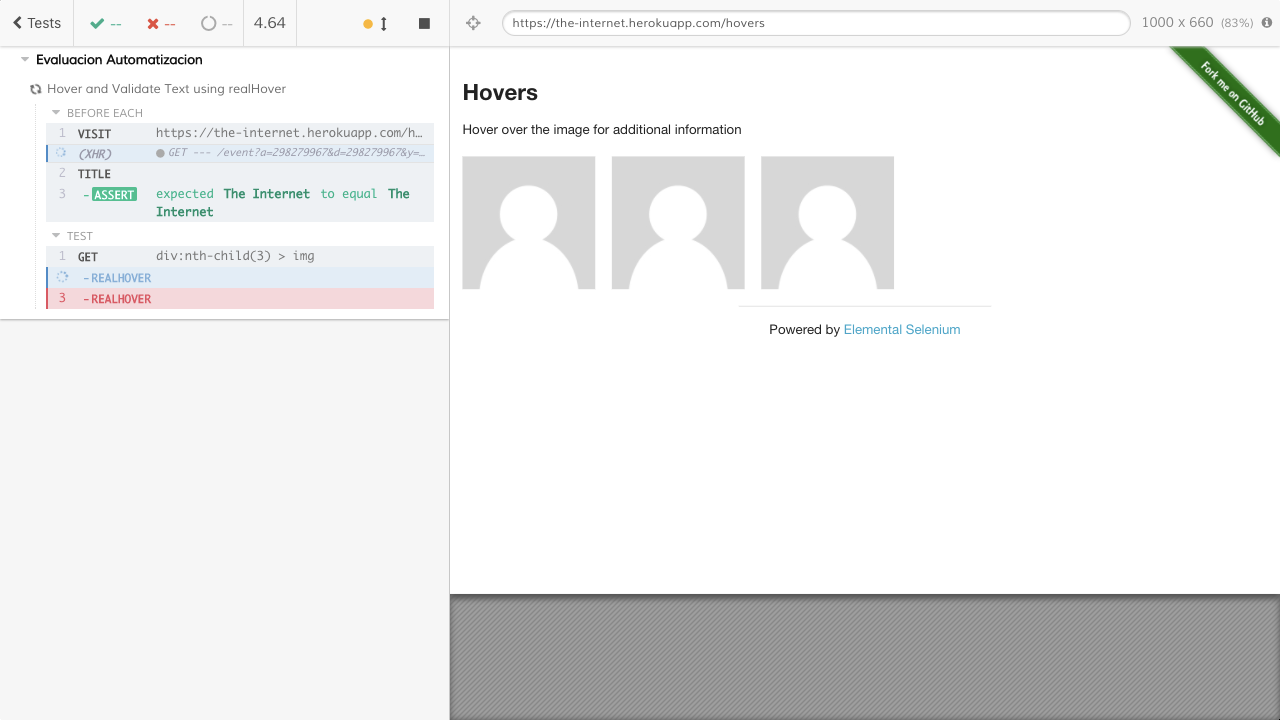 Tests
--
--
--
4.64
https://the-internet.herokuapp.com/hovers
1000 x 660 (83%)
Evaluacion Automatizacion
Hover and Validate Text using realHover
BEFORE EACH
1 VISIT https://the-internet.herokuapp.com/h...
(XHR) GET --- /event?a=298279967&d=298279967&y=...
2 TITLE
3 -ASSERT expected The Internet to equal The
Internet
TEST
1 GET div:nth-child(3) > img
-REALHOVER
3 -REALHOVER
Fork me on GitHub
Hovers
Hover over the image for additional information
Powered by Elemental Selenium